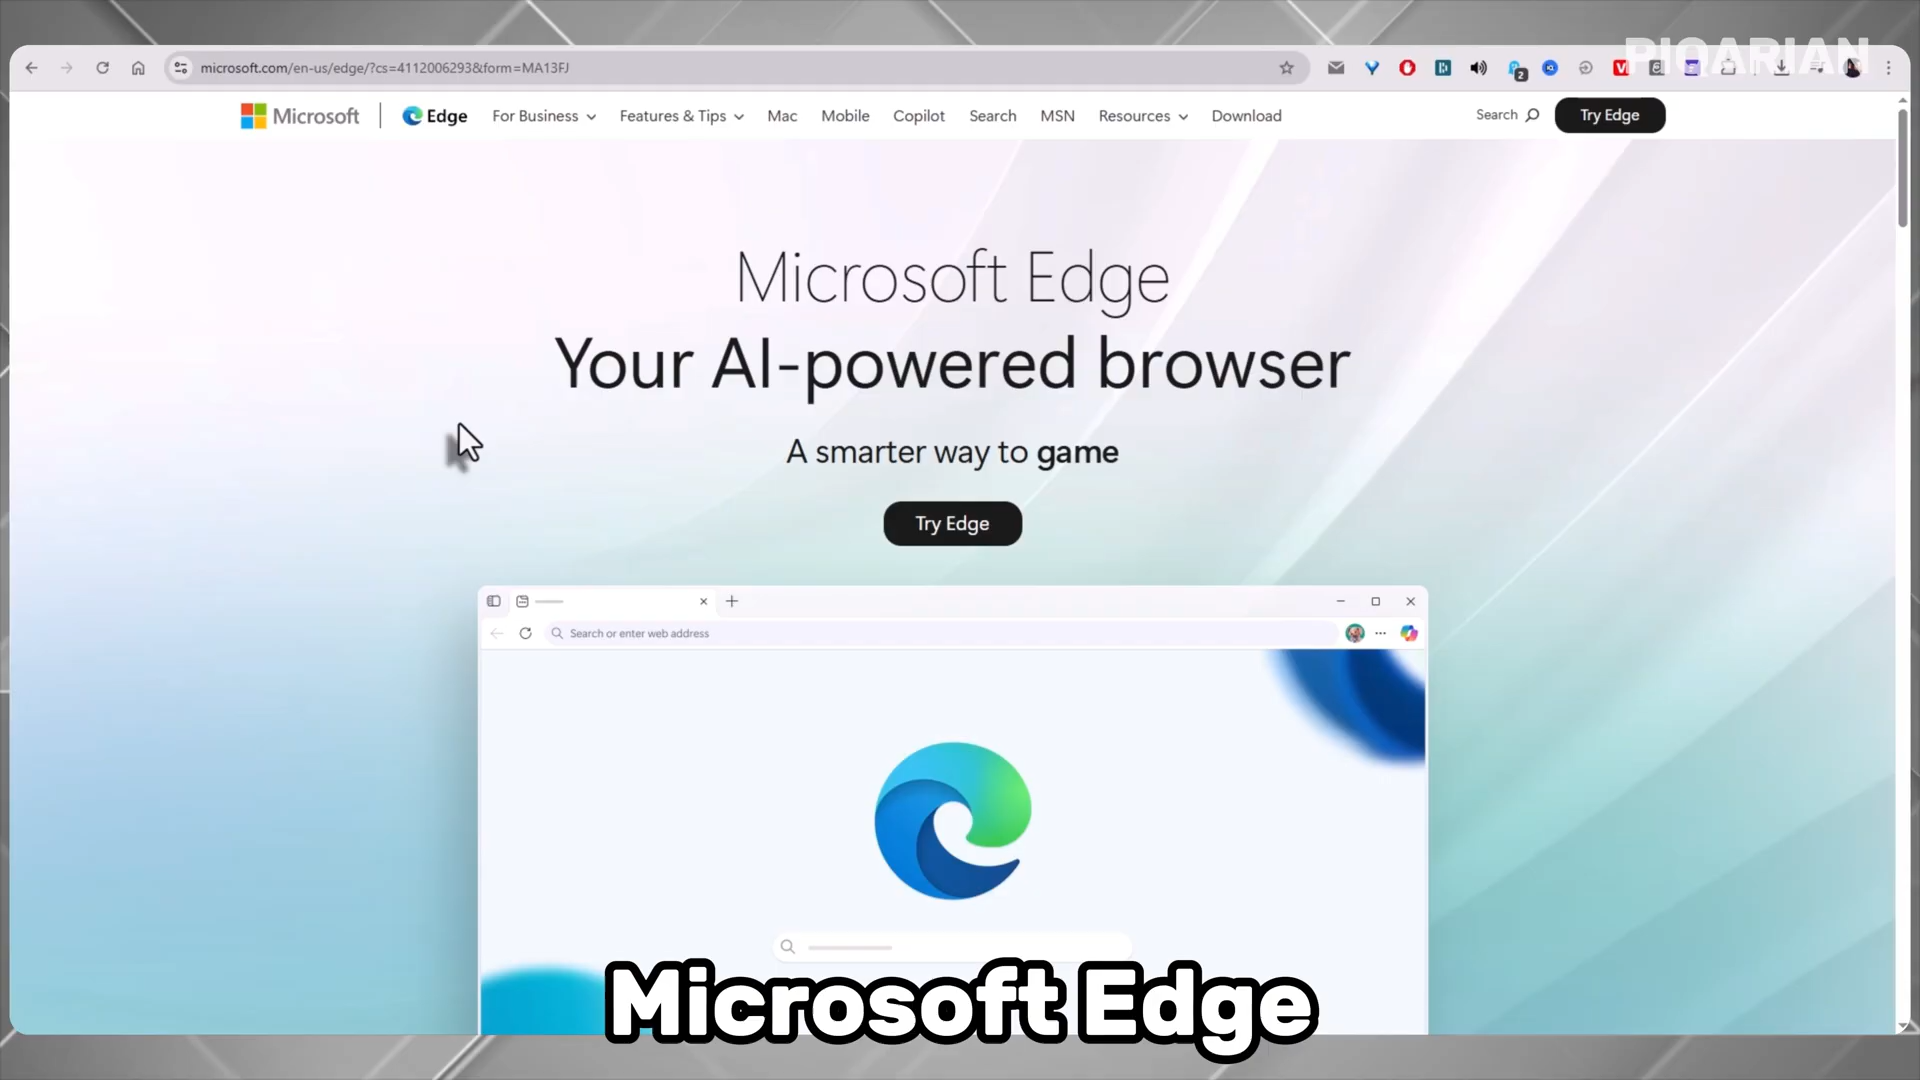 PIQARIAN
microsoft.com/en-us/edge/?cs=4112006293&form=MA13FJ
2
Microsoft
Edge
For Business
Features & Tips
Mac
Mobile
Copilot
Search
MSN
Resources
Download
Search
Try Edge
Microsoft Edge
Your AI-powered browser
A smarter way to game
Try Edge
Search or enter web address
Microsoft Edge